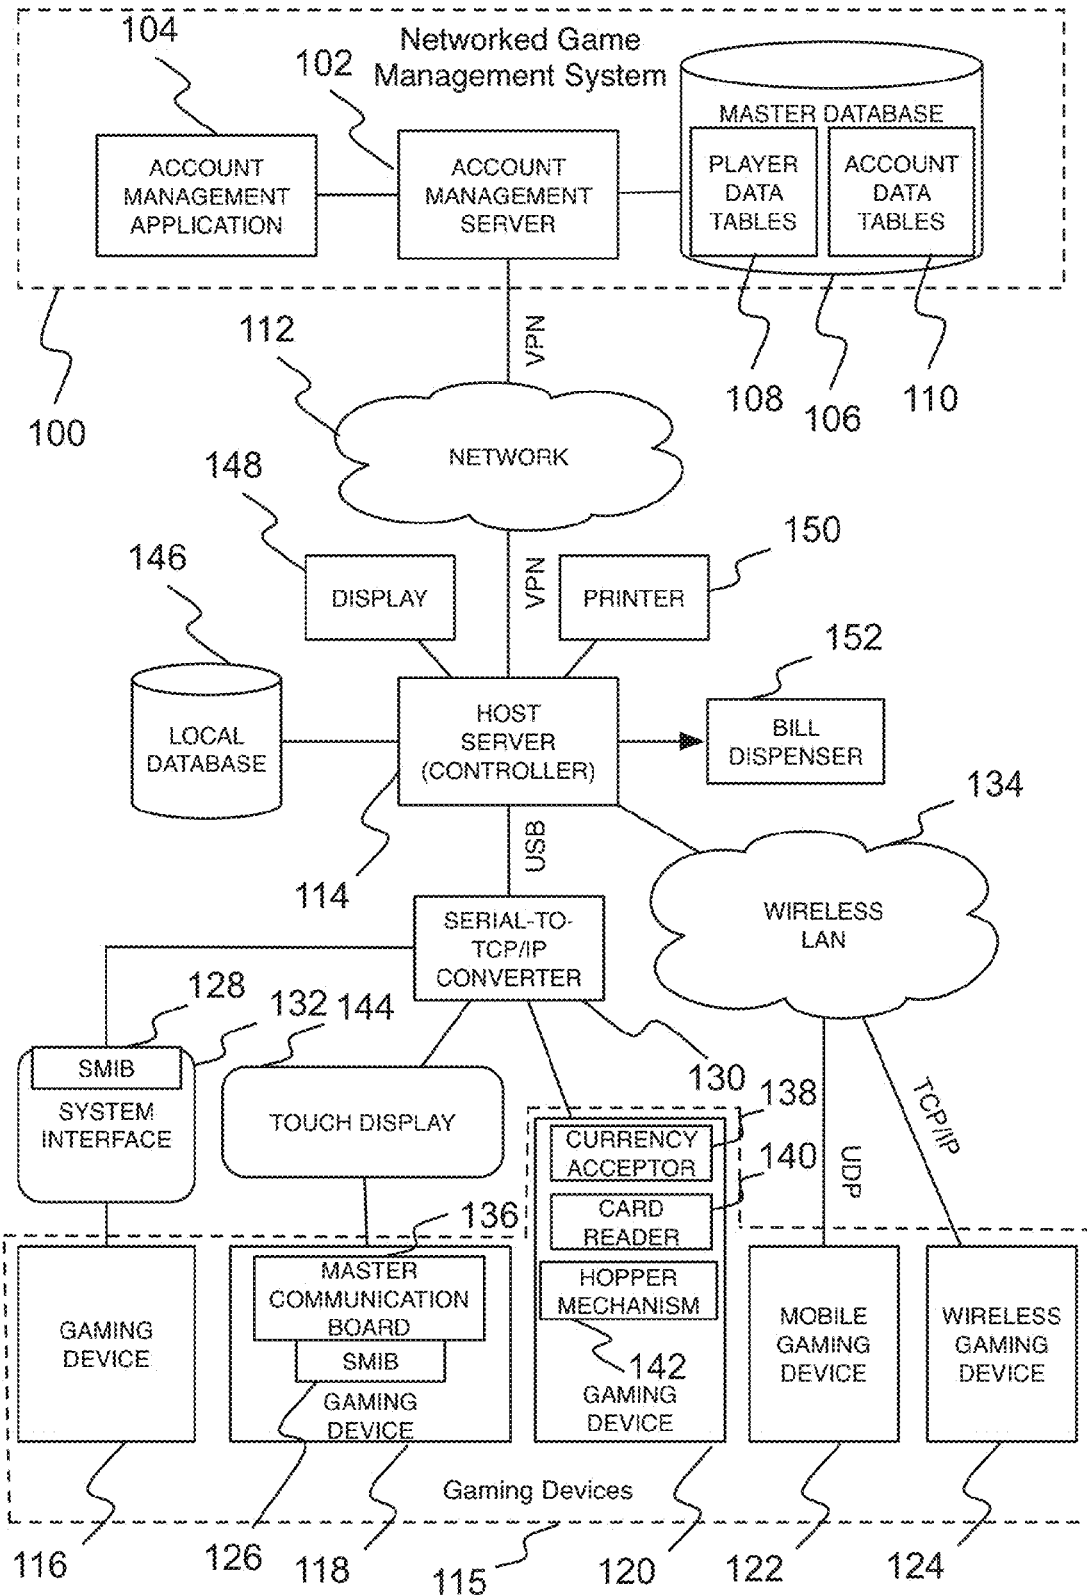 104
Networked Game
Management System
102
MASTER DATABASE
ACCOUNT
MANAGEMENT
APPLICATION
ACCOUNT
MANAGEMENT
SERVER
PLAYER
DATA
TABLES
ACCOUNT
DATA
TABLES
100
112
VPN
108
106
110
NETWORK
148
150
146
DISPLAY
VPN
PRINTER
152
LOCAL
DATABASE
HOST
SERVER
(CONTROLLER)
BILL
DISPENSER
134
114
USB
WIRELESS
LAN
SERIAL-TO-
TCP/IP
CONVERTER
128
132
144
130
SMIB
SYSTEM
INTERFACE
TOUCH DISPLAY
138
CURRENCY
ACCEPTOR
140
CARD
READER
UDP
TCP/IP
136
GAMING
DEVICE
MASTER
COMMUNICATION
BOARD
SMIB
GAMING
DEVICE
HOPPER
MECHANISM
142
GAMING
DEVICE
MOBILE
GAMING
DEVICE
WIRELESS
GAMING
DEVICE
Gaming Devices
116
126
118
115
120
122
124